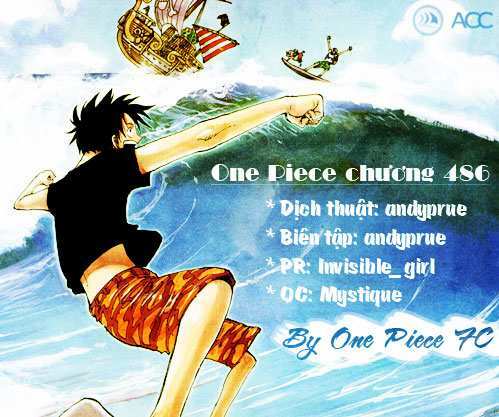 ACC
One Piece chương 486
* Dịch thuật: andyprue
* Biên tập: andyprue
* PR: Invisible_girl
* QC: Mystique
By One Piece FC